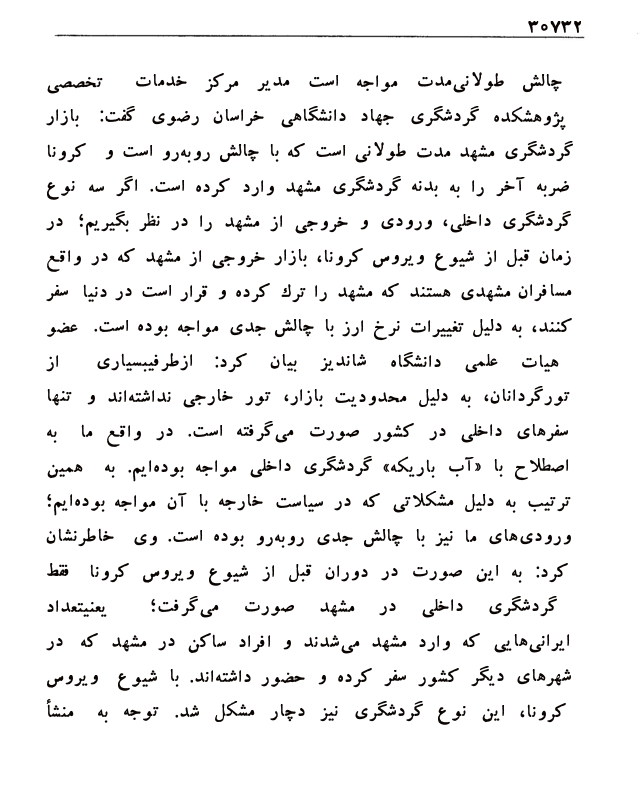 ۳۰۷۳۲
چالش طولانی‌مدت مواجه است مدیر مرکز خدمات تخصصی
پژوهشکده گردشگری جهاد دانشگاهی خراسان رضوی گفت: بازار
گردشگری مشهد مدت طولانی است که با چالش روبه‌رو است و کرونا
ضربه آخر را به بدنه گردشگری مشهد وارد کرده است. اگر سه نوع
گردشگری داخلی، ورودی و خروجی از مشهد را در نظر بگیریم؛ در
زمان قبل از شیوع ویروس کرونا، بازار خروجی از مشهد که در واقع
مسافران مشهدی هستند که مشهد را ترك کرده و قرار است در دنیا سفر
کنند، به دلیل تغییرات نرخ ارز با چالش جدی مواجه بوده است. عضو
هیات علمی دانشگاه شاندیز بیان کرد: ازطرفیبسیاری از
تورگردانان، به دلیل محدودیت بازار، تور خارجی نداشته‌اند و تنها
سفرهای داخلی در کشور صورت می‌گرفته است. در واقع ما به
اصطلاح با «آب باریکه» گردشگری داخلی مواجه بوده‌ایم. به همین
ترتیب به دلیل مشکلاتی که در سیاست خارجه با آن مواجه بوده‌ایم؛
ورودی‌های ما نیز با چالش جدی روبه‌رو بوده است. وی خاطرنشان
کرد: به این صورت در دوران قبل از شیوع ویروس کرونا فقط
گردشگری داخلی در مشهد صورت می‌گرفت؛ یعنیتعداد
ایرانی‌هایی که وارد مشهد می‌شدند و افراد ساکن در مشهد که در
شهرهای دیگر کشور سفر کرده و حضور داشته‌اند. با شیوع ویروس
کرونا، این نوع گردشگری نیز دچار مشکل شد. توجه به منشأ